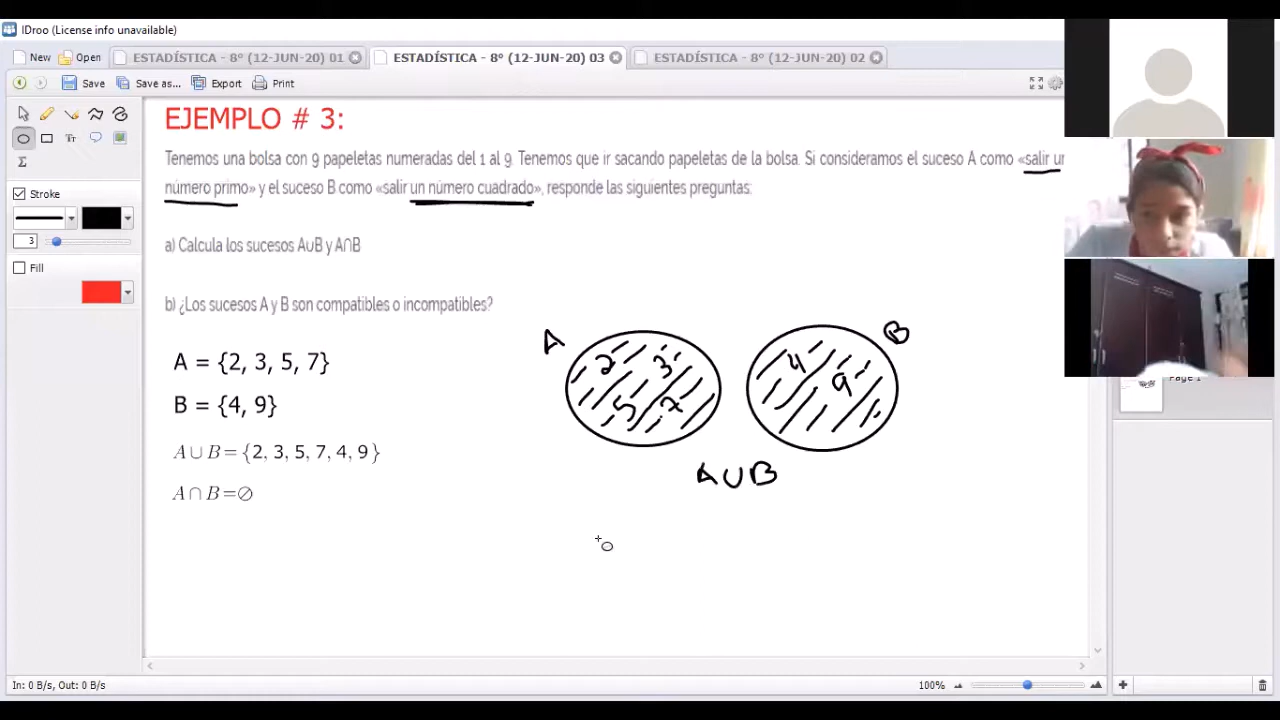 IDroo (License info unavailable)
New Open ESTADÍSTICA - 8º (12-JUN-20) 01 ESTADÍSTICA - 8º (12-JUN-20) 03 ESTADÍSTICA - 8º (12-JUN-20) 02
Save Save as... Export Print
EJEMPLO # 3:
Tenemos una bolsa con 9 papeletas numeradas del 1 al 9. Tenemos que ir sacando papeletas de la bolsa. Si consideramos el suceso A como «salir un
número primo» y el suceso B como «salir un número cuadrado», responde las siguientes preguntas:
Tt
Σ
Stroke
3
Fill
a) Calcula los sucesos A∪B y A∩B
b) ¿Los sucesos A y B son compatibles o incompatibles?
A = {2, 3, 5, 7}
B = {4, 9}
A ∪ B = {2, 3, 5, 7, 4, 9}
A ∩ B = ∅
A B
2 3 4 9
5 7
A∪B
Page 1
In: 0 B/s, Out: 0 B/s 100%